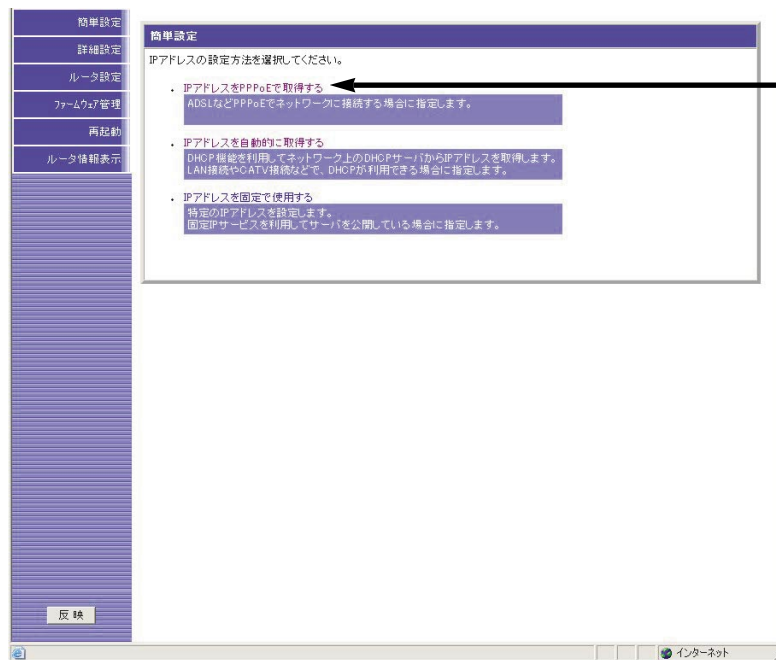 簡単設定
詳細設定
ルータ設定
ファームウェア管理
再起動
ルータ情報表示
反映
簡単設定
IPアドレスの設定方法を選択してください。
・ IPアドレスをPPPoEで取得する
ADSLなどPPPoEでネットワークに接続する場合に指定します。
・ IPアドレスを自動的に取得する
DHCP機能を利用してネットワーク上のDHCPサーバからIPアドレスを取得します。
LAN接続やCATV接続などで、DHCPが利用できる場合に指定します。
・ IPアドレスを固定で使用する
特定のIPアドレスを設定します。
固定IPサービスを利用してサーバを公開している場合に指定します。
インターネット